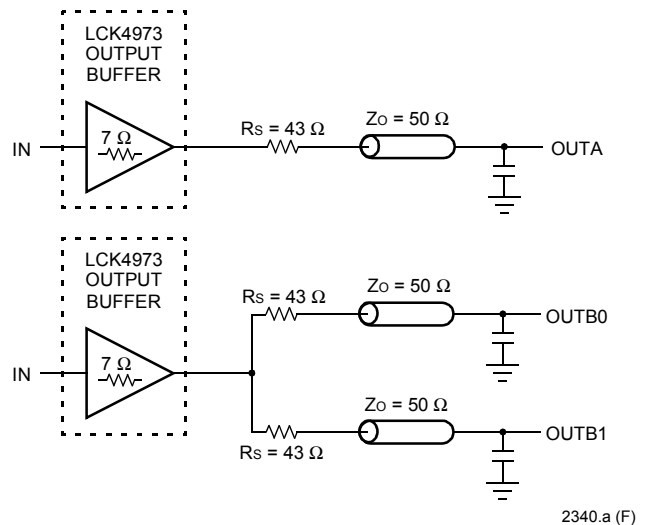 LCK4973
OUTPUT
BUFFER
IN
7 Ω
RS = 43 Ω
ZO = 50 Ω
OUTA
LCK4973
OUTPUT
BUFFER
IN
7 Ω
RS = 43 Ω
ZO = 50 Ω
OUTB0
RS = 43 Ω
ZO = 50 Ω
OUTB1
2340.a (F)